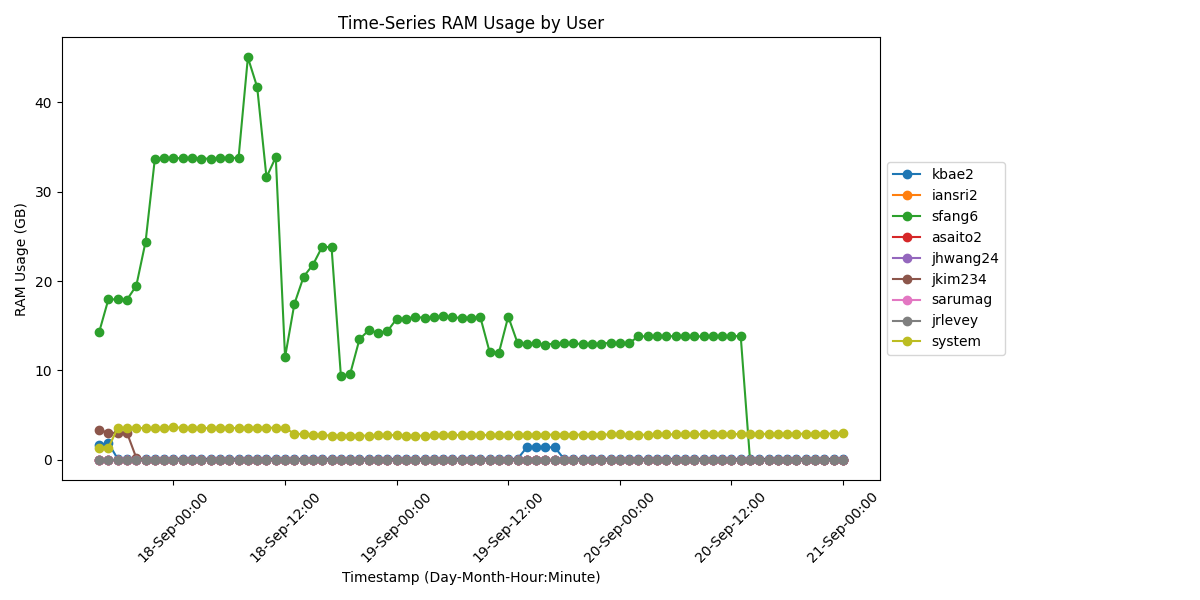 Time-Series RAM Usage by User
RAM Usage (GB)
40
30
20
10
0
18-Sep-00:00
18-Sep-12:00
19-Sep-00:00
19-Sep-12:00
20-Sep-00:00
20-Sep-12:00
21-Sep-00:00
Timestamp (Day-Month-Hour:Minute)
kbae2
iansri2
sfang6
asaito2
jhwang24
jkim234
sarumag
jrlevey
system